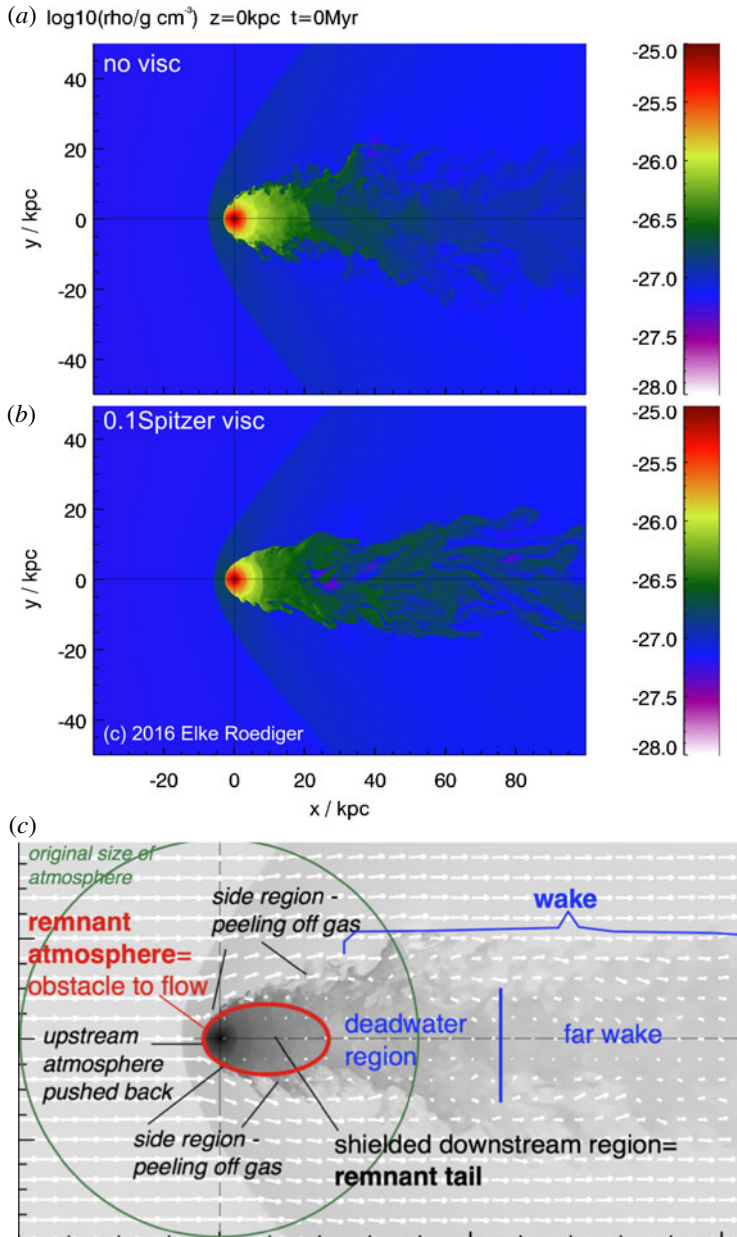 (a) log10(rho/g cm⁻³) z=0kpc t=0Myr
no visc
y / kpc
40
20
0
-20
-40
-25.0
-25.5
-26.0
-26.5
-27.0
-27.5
-28.0
(b)
0.1Spitzer visc
y / kpc
40
20
0
-20
-40
(c) 2016 Elke Roediger
-25.0
-25.5
-26.0
-26.5
-27.0
-27.5
-28.0
-20 0 20 40 60 80
x / kpc
(c)
original size of
atmosphere
remnant
atmosphere=
obstacle to flow
side region -
peeling off gas
wake
upstream
atmosphere
pushed back
deadwater
region
far wake
side region -
peeling off gas
shielded downstream region=
remnant tail